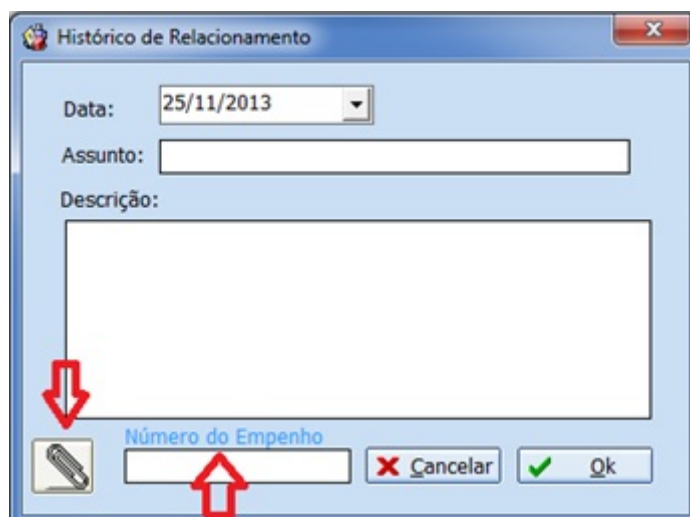 Histórico de Relacionamento
Data: 25/11/2013
Assunto:
Descrição:
Número do Empenho
Cancelar Ok